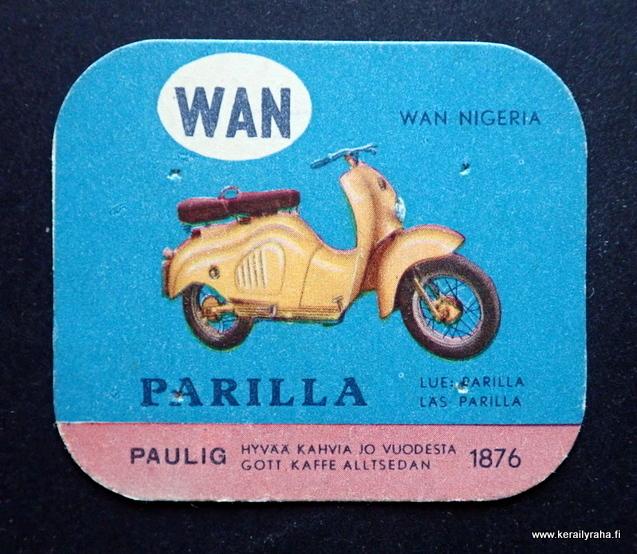 WAN
WAN NIGERIA
PARILLA
LUE: PARILLA
LÄS PARILLA
PAULIG
HYVÄÄ KAHVIA JO VUODESTA
GOTT KAFFE ALLTSEDAN
1876
www.kerailyraha.fi